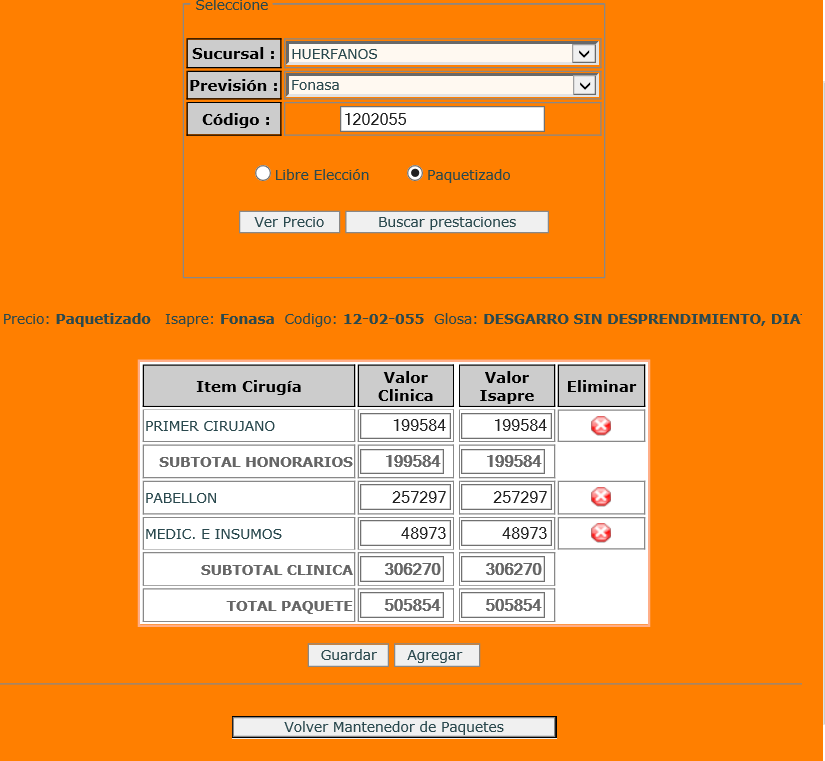 Seleccione
Sucursal : HUERFANOS
Previsión : Fonasa
Código : 1202055
Libre Elección Paquetizado
Ver Precio Buscar prestaciones
Precio: Paquetizado Isapre: Fonasa Codigo: 12-02-055 Glosa: DESGARRO SIN DESPRENDIMIENTO, DIAT
Item Cirugía Valor Clinica Valor Isapre Eliminar
PRIMER CIRUJANO 199584 199584
SUBTOTAL HONORARIOS 199584 199584
PABELLON 257297 257297
MEDIC. E INSUMOS 48973 48973
SUBTOTAL CLINICA 306270 306270
TOTAL PAQUETE 505854 505854
Guardar Agregar
Volver Mantenedor de Paquetes